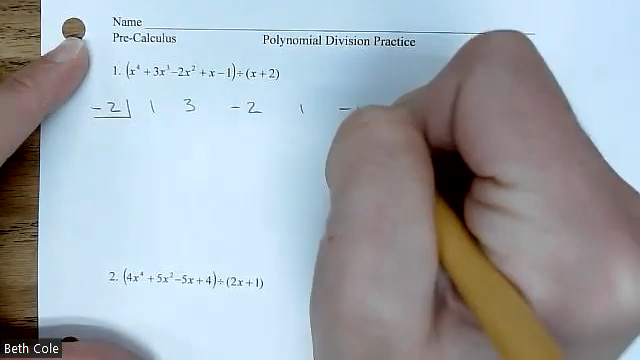 Name
Pre-Calculus Polynomial Division Practice
1. (x⁴ + 3x³ – 2x² + x – 1) ÷ (x + 2)
-2| 1 3 -2 1 -1
2. (4x⁴ + 5x² – 5x + 4) ÷ (2x + 1)
Beth Cole